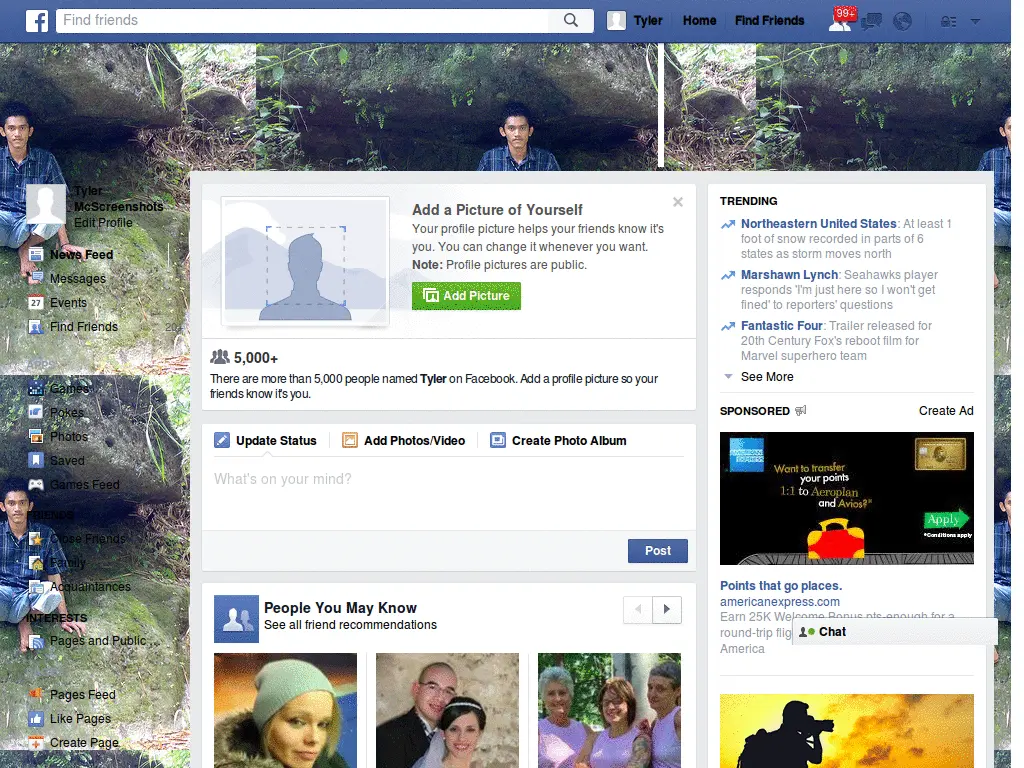 Find friends
Tyler
Home
Find Friends
99+
Tyler
McScreenshots
Edit Profile
News Feed
Messages
27 Events
Find Friends
Games
Pokes
Photos
Saved
Games Feed
FRIENDS
Close Friends
Family
Acquaintances
INTERESTS
Pages and Public ...
Pages Feed
Like Pages
Create Page
Add a Picture of Yourself
Your profile picture helps your friends know it's
you. You can change it whenever you want.
Note: Profile pictures are public.
Add Picture
5,000+
There are more than 5,000 people named Tyler on Facebook. Add a profile picture so your
friends know it's you.
Update Status
Add Photos/Video
Create Photo Album
What's on your mind?
Post
People You May Know
See all friend recommendations
TRENDING
Northeastern United States: At least 1
foot of snow recorded in parts of 6
states as storm moves north
Marshawn Lynch: Seahawks player
responds 'I'm just here so I won't get
fined' to reporters' questions
Fantastic Four: Trailer released for
20th Century Fox's reboot film for
Marvel superhero team
See More
SPONSORED
Create Ad
Want to transfer
your points
1:1 to Aeroplan
and Avios?*
Apply
*Conditions apply
Points that go places.
americanexpress.com
Earn 25K Welcome Bonus pts-enough for a
round-trip
America
Chat